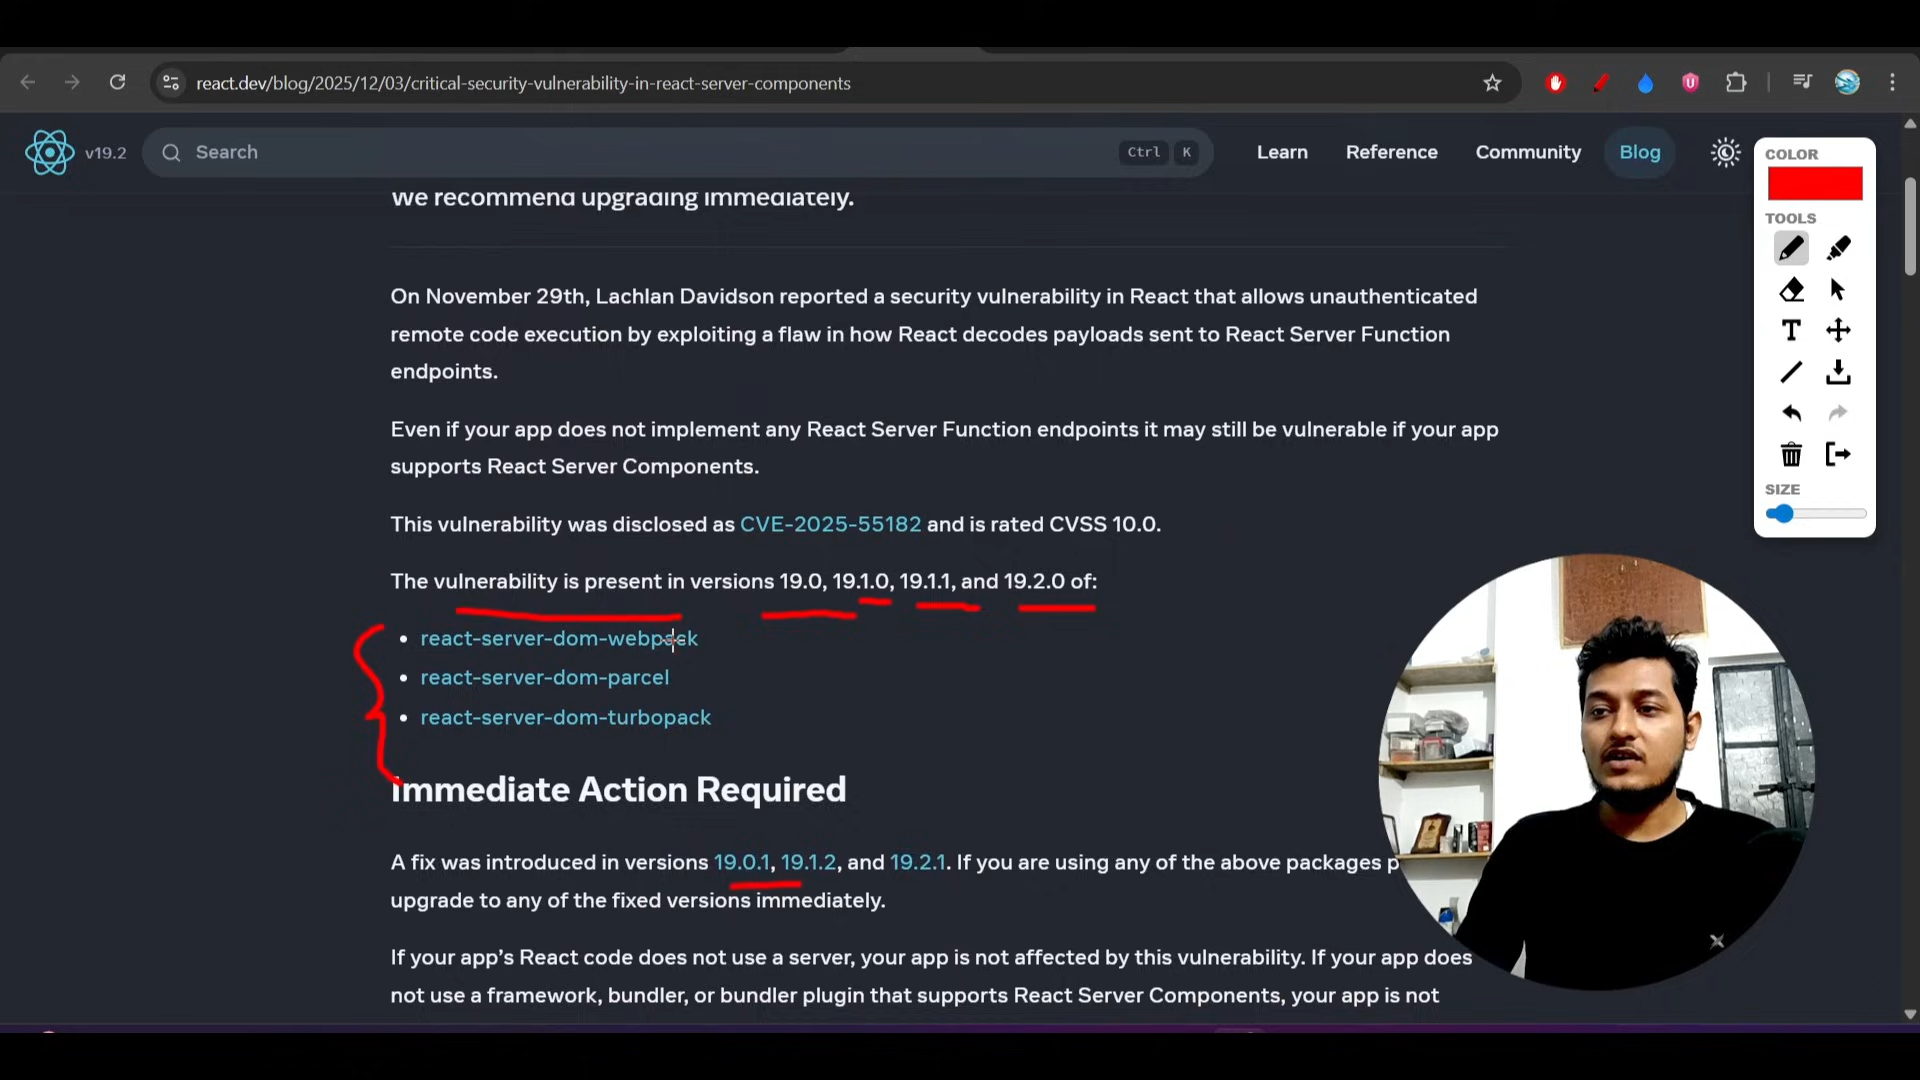 react.dev/blog/2025/12/03/critical-security-vulnerability-in-react-server-components
v19.2
Search
Ctrl K
Learn
Reference
Community
Blog
COLOR
TOOLS
SIZE
We recommend upgrading immediately.
On November 29th, Lachlan Davidson reported a security vulnerability in React that allows unauthenticated
remote code execution by exploiting a flaw in how React decodes payloads sent to React Server Function
endpoints.
Even if your app does not implement any React Server Function endpoints it may still be vulnerable if your app
supports React Server Components.
This vulnerability was disclosed as CVE-2025-55182 and is rated CVSS 10.0.
The vulnerability is present in versions 19.0, 19.1.0, 19.1.1, and 19.2.0 of:
react-server-dom-webpack
react-server-dom-parcel
react-server-dom-turbopack
Immediate Action Required
A fix was introduced in versions 19.0.1, 19.1.2, and 19.2.1. If you are using any of the above packages p
upgrade to any of the fixed versions immediately.
If your app's React code does not use a server, your app is not affected by this vulnerability. If your app does
not use a framework, bundler, or bundler plugin that supports React Server Components, your app is not